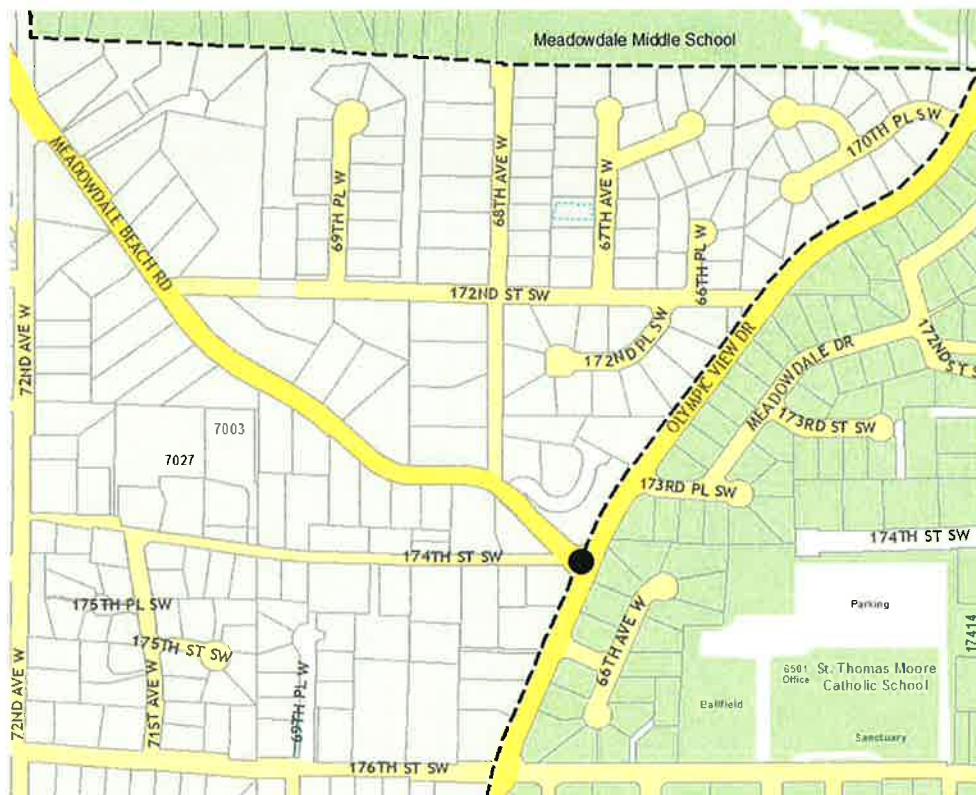 Meadowdale Middle School
MEADOWDALE BEACH RD
69TH PL W
68TH AVE W
67TH AVE W
170TH PL SW
66TH PL W
172ND ST SW
172ND PL SW
OLYMPIC VIEW DR
MEADOWDALE DR
172ND ST S
72ND AVE W
173RD ST SW
7003
7027
173RD PL SW
174TH ST SW
174TH ST SW
175TH PL SW
175TH ST SW
66TH AVE W
Parking
17414
6501
Office
St. Thomas Moore
Catholic School
Ballfield
Sanctuary
72ND AVE W
71ST AVE W
69TH PL W
176TH ST SW